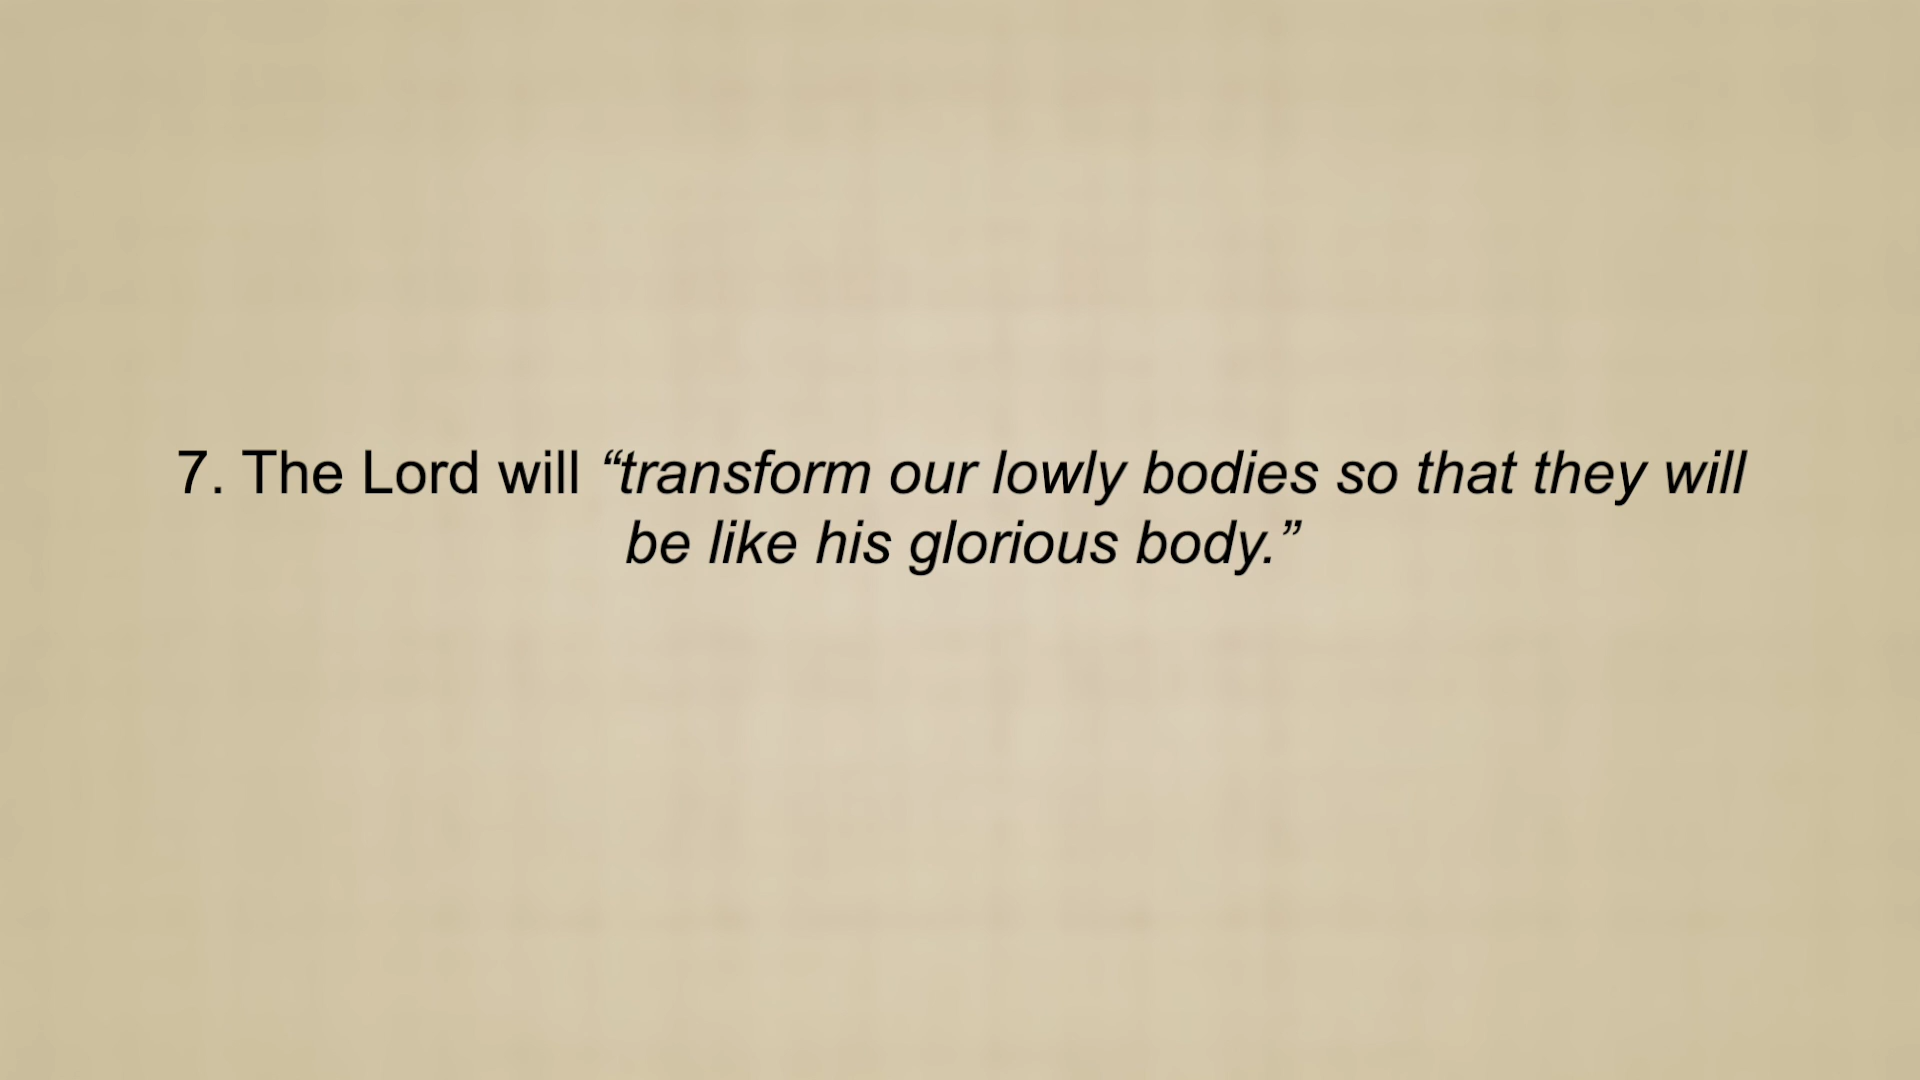 7. The Lord will “transform our lowly bodies so that they will
be like his glorious body.”